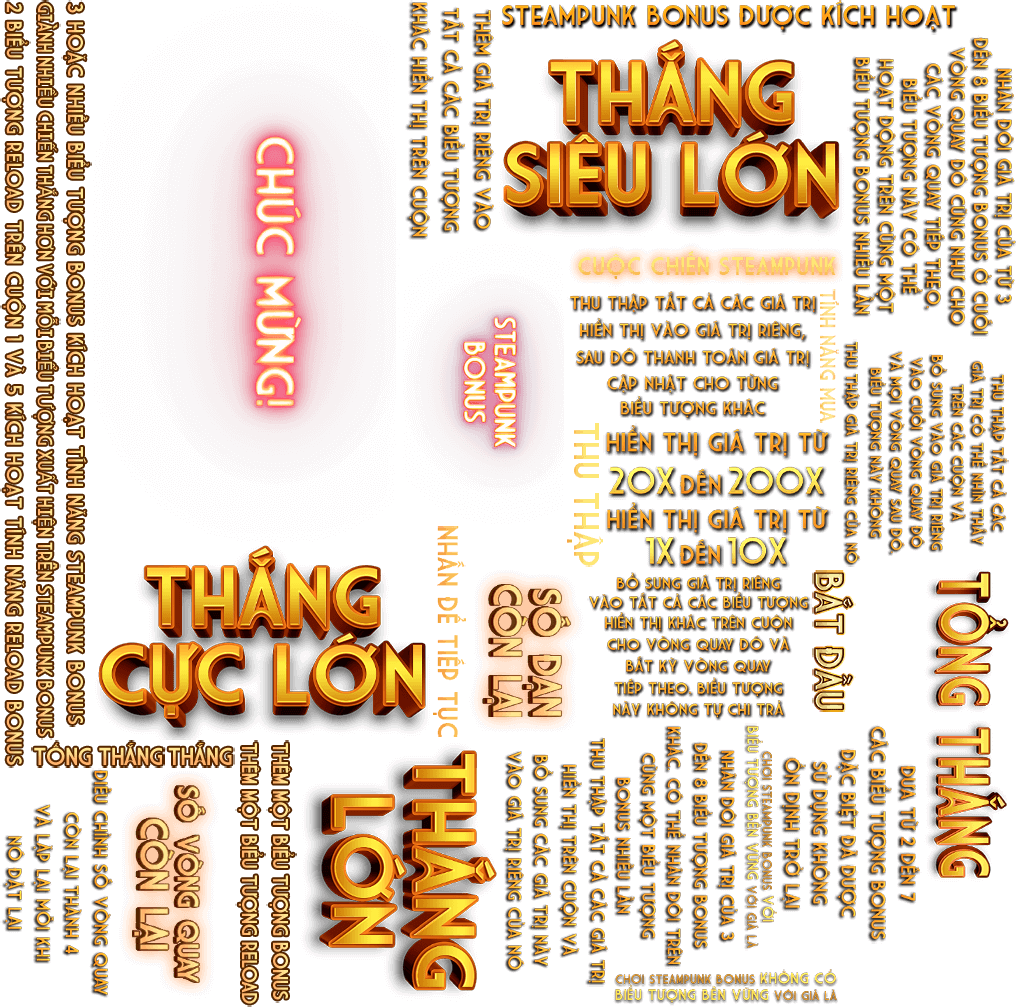 STEAMPUNK BONUS ĐƯỢC KÍCH HOẠT
THẮNG
SIÊU LỚN
3 HOẶC NHIỀU BIỂU TƯỢNG BONUS KÍCH HOẠT TÍNH NĂNG STEAMPUNK BONUS
GIÀNH NHIỀU CHIẾN THẮNG HƠN VỚI MỖI BIỂU TƯỢNG XUẤT HIỆN TRÊN STEAMPUNK BONUS
2 BIỂU TƯỢNG RELOAD TRÊN CUỘN 1 VÀ 5 KÍCH HOẠT TÍNH NĂNG RELOAD BONUS
CHÚC MỪNG!
THÊM GIÁ TRỊ RIÊNG VÀO
TẤT CẢ CÁC BIỂU TƯỢNG
KHÁC HIỂN THỊ TRÊN CUỘN
NHÂN ĐÔI GIÁ TRỊ CỦA TỪ 3
ĐẾN 8 BIỂU TƯỢNG BONUS Ở CUỐI
VÒNG QUAY ĐÓ CŨNG NHƯ CHO
CÁC VÒNG QUAY TIẾP THEO.
BIỂU TƯỢNG NÀY CÓ THỂ
HOẠT ĐỘNG TRÊN CÙNG MỘT
BIỂU TƯỢNG BONUS NHIỀU LẦN
CUỘC CHIẾN STEAMPUNK
THU THẬP TẤT CẢ CÁC GIÁ TRỊ
HIỂN THỊ VÀO GIÁ TRỊ RIÊNG,
SAU ĐÓ THANH TOÁN GIÁ TRỊ
CẬP NHẬT CHO TỪNG
BIỂU TƯỢNG KHÁC
TÍNH NĂNG MUA
STEAMPUNK
BONUS
THU THẬP
HIỂN THỊ GIÁ TRỊ TỪ
20X ĐẾN 200X
HIỂN THỊ GIÁ TRỊ TỪ
1X ĐẾN 10X
THU THẬP TẤT CẢ CÁC
GIÁ TRỊ CÓ THỂ NHÌN THẤY
TRÊN CÁC CUỘN VÀ
BỔ SUNG VÀO GIÁ TRỊ RIÊNG
VÀO CUỐI VÒNG QUAY ĐÓ
VÀ MỌI VÒNG QUAY SAU ĐÓ.
BIỂU TƯỢNG NÀY KHÔNG
THU THẬP GIÁ TRỊ RIÊNG CỦA NÓ
THẮNG
CỰC LỚN
NHẤN ĐỂ TIẾP TỤC
SỐ ĐẠN
CÒN LẠI
BỔ SUNG GIÁ TRỊ RIÊNG
VÀO TẤT CẢ CÁC BIỂU TƯỢNG
HIỂN THỊ KHÁC TRÊN CUỘN
CHO VÒNG QUAY ĐÓ VÀ
BẤT KỲ VÒNG QUAY
TIẾP THEO. BIỂU TƯỢNG
NÀY KHÔNG TỰ CHI TRẢ
BẮT ĐẦU
TỔNG THẮNG
TỔNG THẮNG THẮNG
ĐIỀU CHỈNH SỐ VÒNG QUAY
CÒN LẠI THÀNH 4
VÀ LẶP LẠI MỖI KHI
NÓ ĐẶT LẠI
SỐ VÒNG QUAY
CÒN LẠI
THÊM MỘT BIỂU TƯỢNG BONUS
THÊM MỘT BIỂU TƯỢNG RELOAD
THẮNG
LỚN
THU THẬP TẤT CẢ CÁC GIÁ TRỊ
HIỂN THỊ TRÊN CUỘN VÀ
BỔ SUNG CÁC GIÁ TRỊ NÀY
VÀO GIÁ TRỊ RIÊNG CỦA NÓ
NHÂN ĐÔI GIÁ TRỊ CỦA 3
ĐẾN 8 BIỂU TƯỢNG BONUS
KHÁC CÓ THỂ NHÂN ĐÔI TRÊN
CÙNG MỘT BIỂU TƯỢNG
BONUS NHIỀU LẦN
CHƠI STEAMPUNK BONUS VỚI
BIỂU TƯỢNG BỀN VỮNG VỚI GIÁ LÀ
ĐƯA TỪ 2 ĐẾN 7
CÁC BIỂU TƯỢNG BONUS
ĐẶC BIỆT ĐÃ ĐƯỢC
SỬ DỤNG KHÔNG
ỔN ĐỊNH TRỞ LẠI
CHƠI STEAMPUNK BONUS KHÔNG CÓ
BIỂU TƯỢNG BỀN VỮNG VỚI GIÁ LÀ